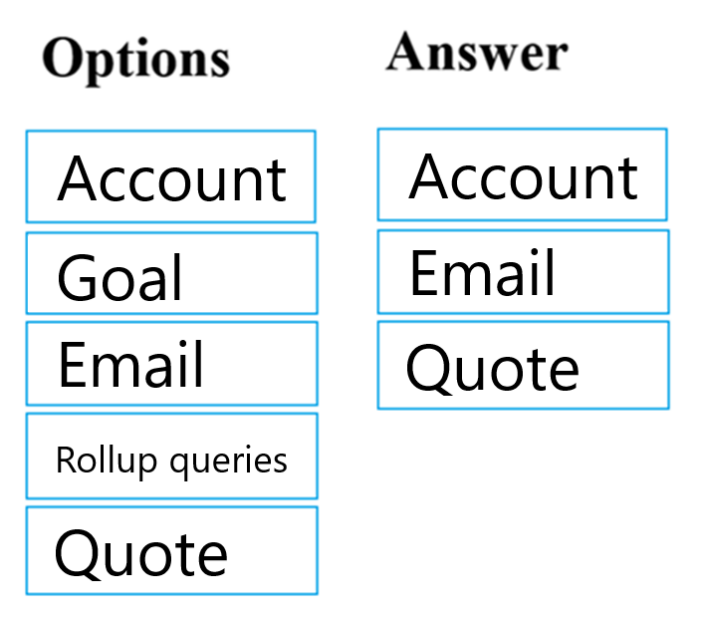 Options
Account
Goal
Email
Rollup queries
Quote
Answer
Account
Email
Quote